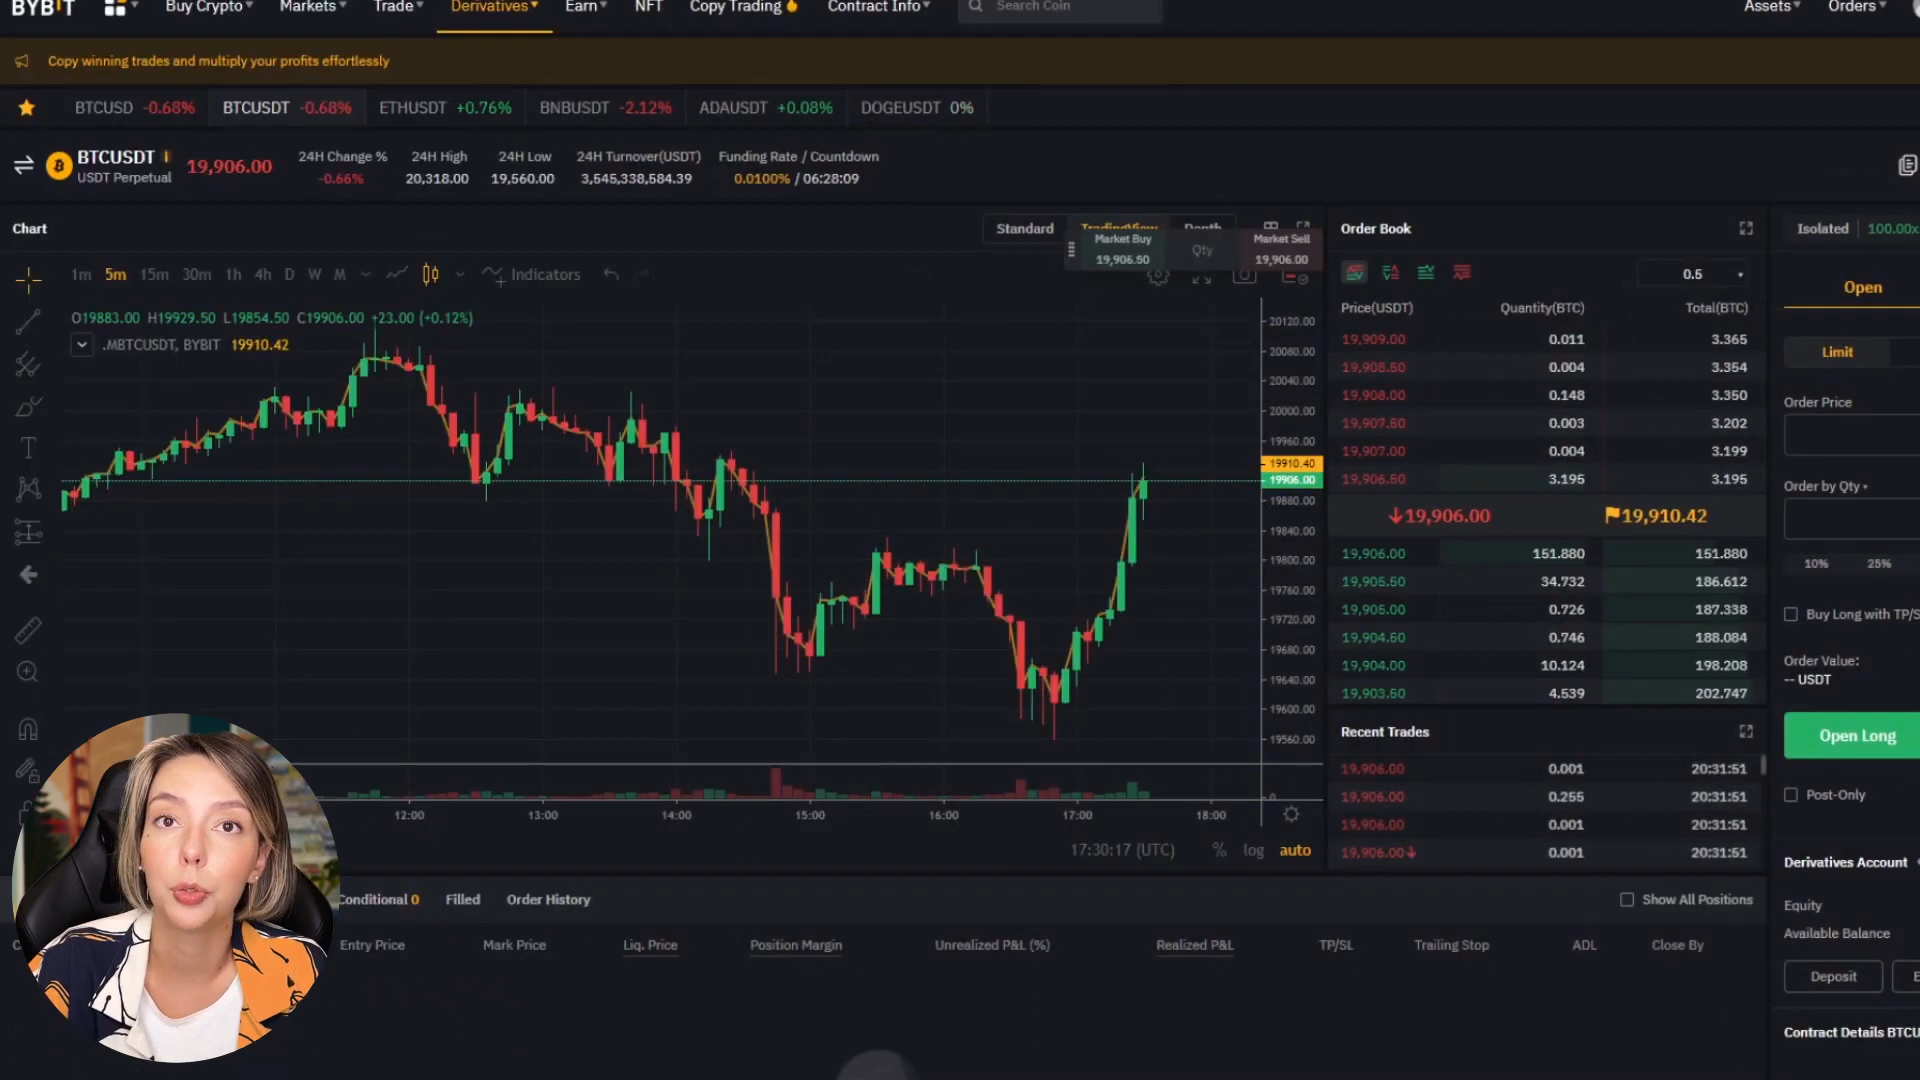 BYBIT Buy Crypto Markets Trade Derivatives Earn NFT Copy Trading Contract Info Search Coin Assets Orders
Copy winning trades and multiply your profits effortlessly
BTCUSD -0.68% BTCUSDT -0.68% ETHUSDT +0.76% BNBUSDT -2.12% ADAUSDT +0.08% DOGEUSDT 0%
BTCUSDT 19,906.00 24H Change % 24H High 24H Low 24H Turnover(USDT) Funding Rate / Countdown
USDT Perpetual -0.66% 20,318.00 19,560.00 3,545,338,584.39 0.0100% / 06:28:09
Chart Standard TradingView Depth
Market Buy Qty Market Sell
19,906.50 19,906.00
1m 5m 15m 30m 1h 4h D W M Indicators
O19883.00 H19929.50 L19854.50 C19906.00 +23.00 (+0.12%)
.MBTCUSDT, BYBIT 19910.42
20120.00
20080.00
20040.00
20000.00
19960.00
19910.40
19906.00
19880.00
19840.00
19800.00
19760.00
19720.00
19680.00
19640.00
19600.00
19560.00
0
12:00 13:00 14:00 15:00 16:00 17:00 18:00
17:30:17 (UTC) % log auto
Order Book
0.5
Price(USDT) Quantity(BTC) Total(BTC)
19,909.00 0.011 3.365
19,908.50 0.004 3.354
19,908.00 0.148 3.350
19,907.50 0.003 3.202
19,907.00 0.004 3.199
19,906.50 3.195 3.195
19,906.00 19,910.42
19,906.00 151.880 151.880
19,905.50 34.732 186.612
19,905.00 0.726 187.338
19,904.50 0.746 188.084
19,904.00 10.124 198.208
19,903.50 4.539 202.747
Recent Trades
19,906.00 0.001 20:31:51
19,906.00 0.255 20:31:51
19,906.00 0.001 20:31:51
19,906.00 0.001 20:31:51
Isolated 100.00x
Open
Limit
Order Price
Order by Qty
10% 25%
Buy Long with TP/S
Order Value:
-- USDT
Open Long
Post-Only
Derivatives Account
Equity
Available Balance
Deposit E
Contract Details BTCU
Conditional 0 Filled Order History Show All Positions
Entry Price Mark Price Liq. Price Position Margin Unrealized P&L (%) Realized P&L TP/SL Trailing Stop ADL Close By